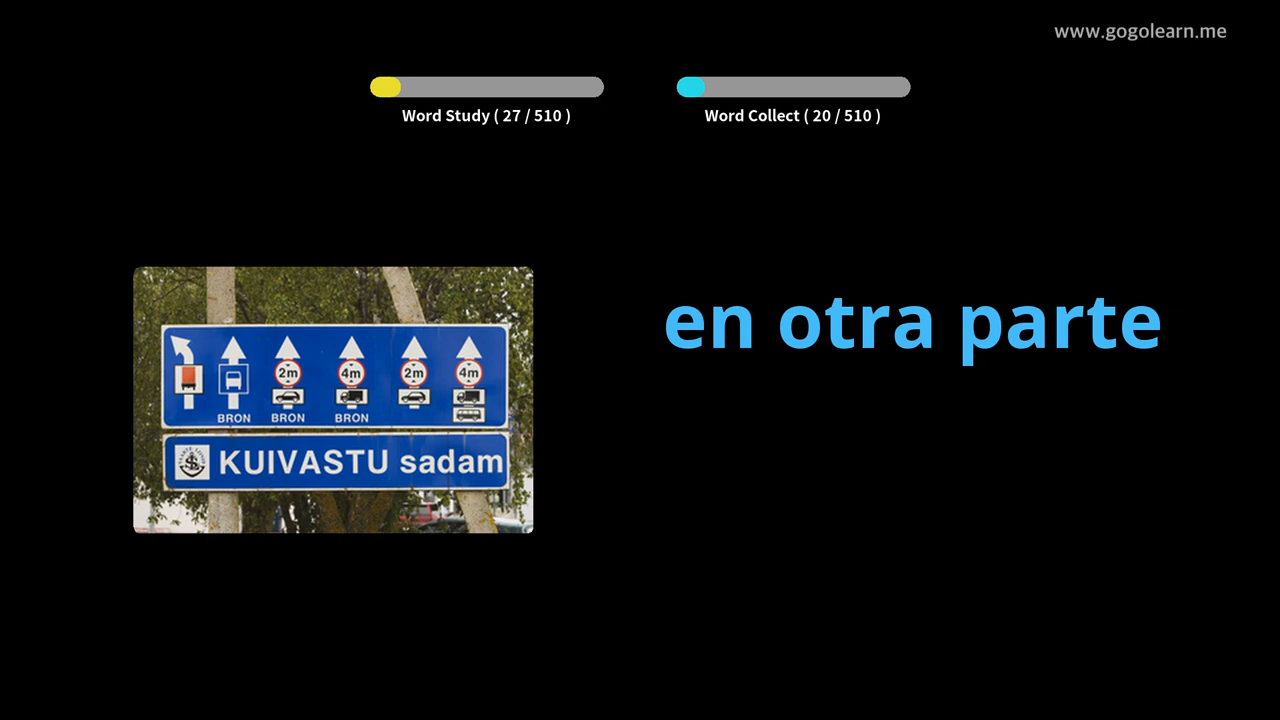 www.gogolearn.me
Word Study ( 27 / 510 )
Word Collect ( 20 / 510 )
en otra parte
2m 4m 2m 4m
BRON BRON BRON
KUIVASTU sadam